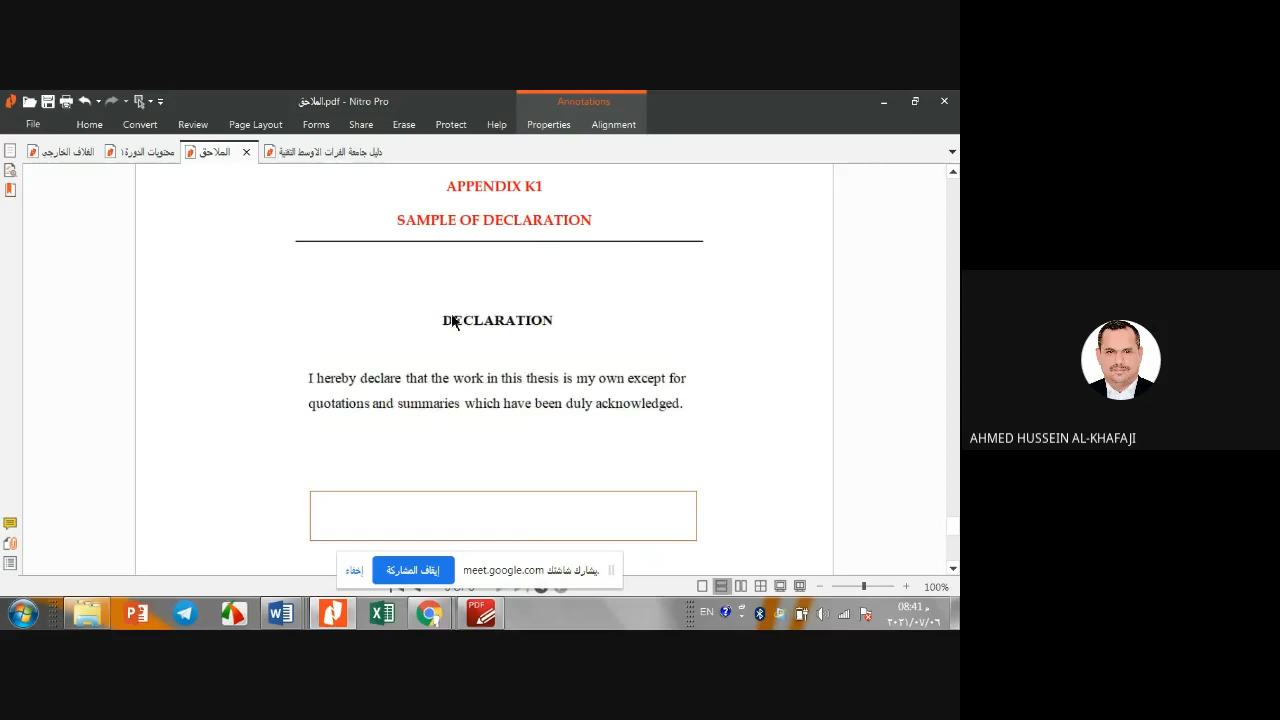 الملاحق.pdf - Nitro Pro
Annotations
File Home Convert Review Page Layout Forms Share Erase Protect Help Properties Alignment
الغلاف الخارجي محتويات الدورة١ الملاحق دليل جامعة الفرات الاوسط التقنية
APPENDIX K1
SAMPLE OF DECLARATION
DECLARATION
I hereby declare that the work in this thesis is my own except for
quotations and summaries which have been duly acknowledged.
meet.google.com يشارك شاشتك.
إيقاف المشاركة
إخفاء
100%
EN
08:41 م
٢٠٢١/٠٧/٠٦
PDF
AHMED HUSSEIN AL-KHAFAJI